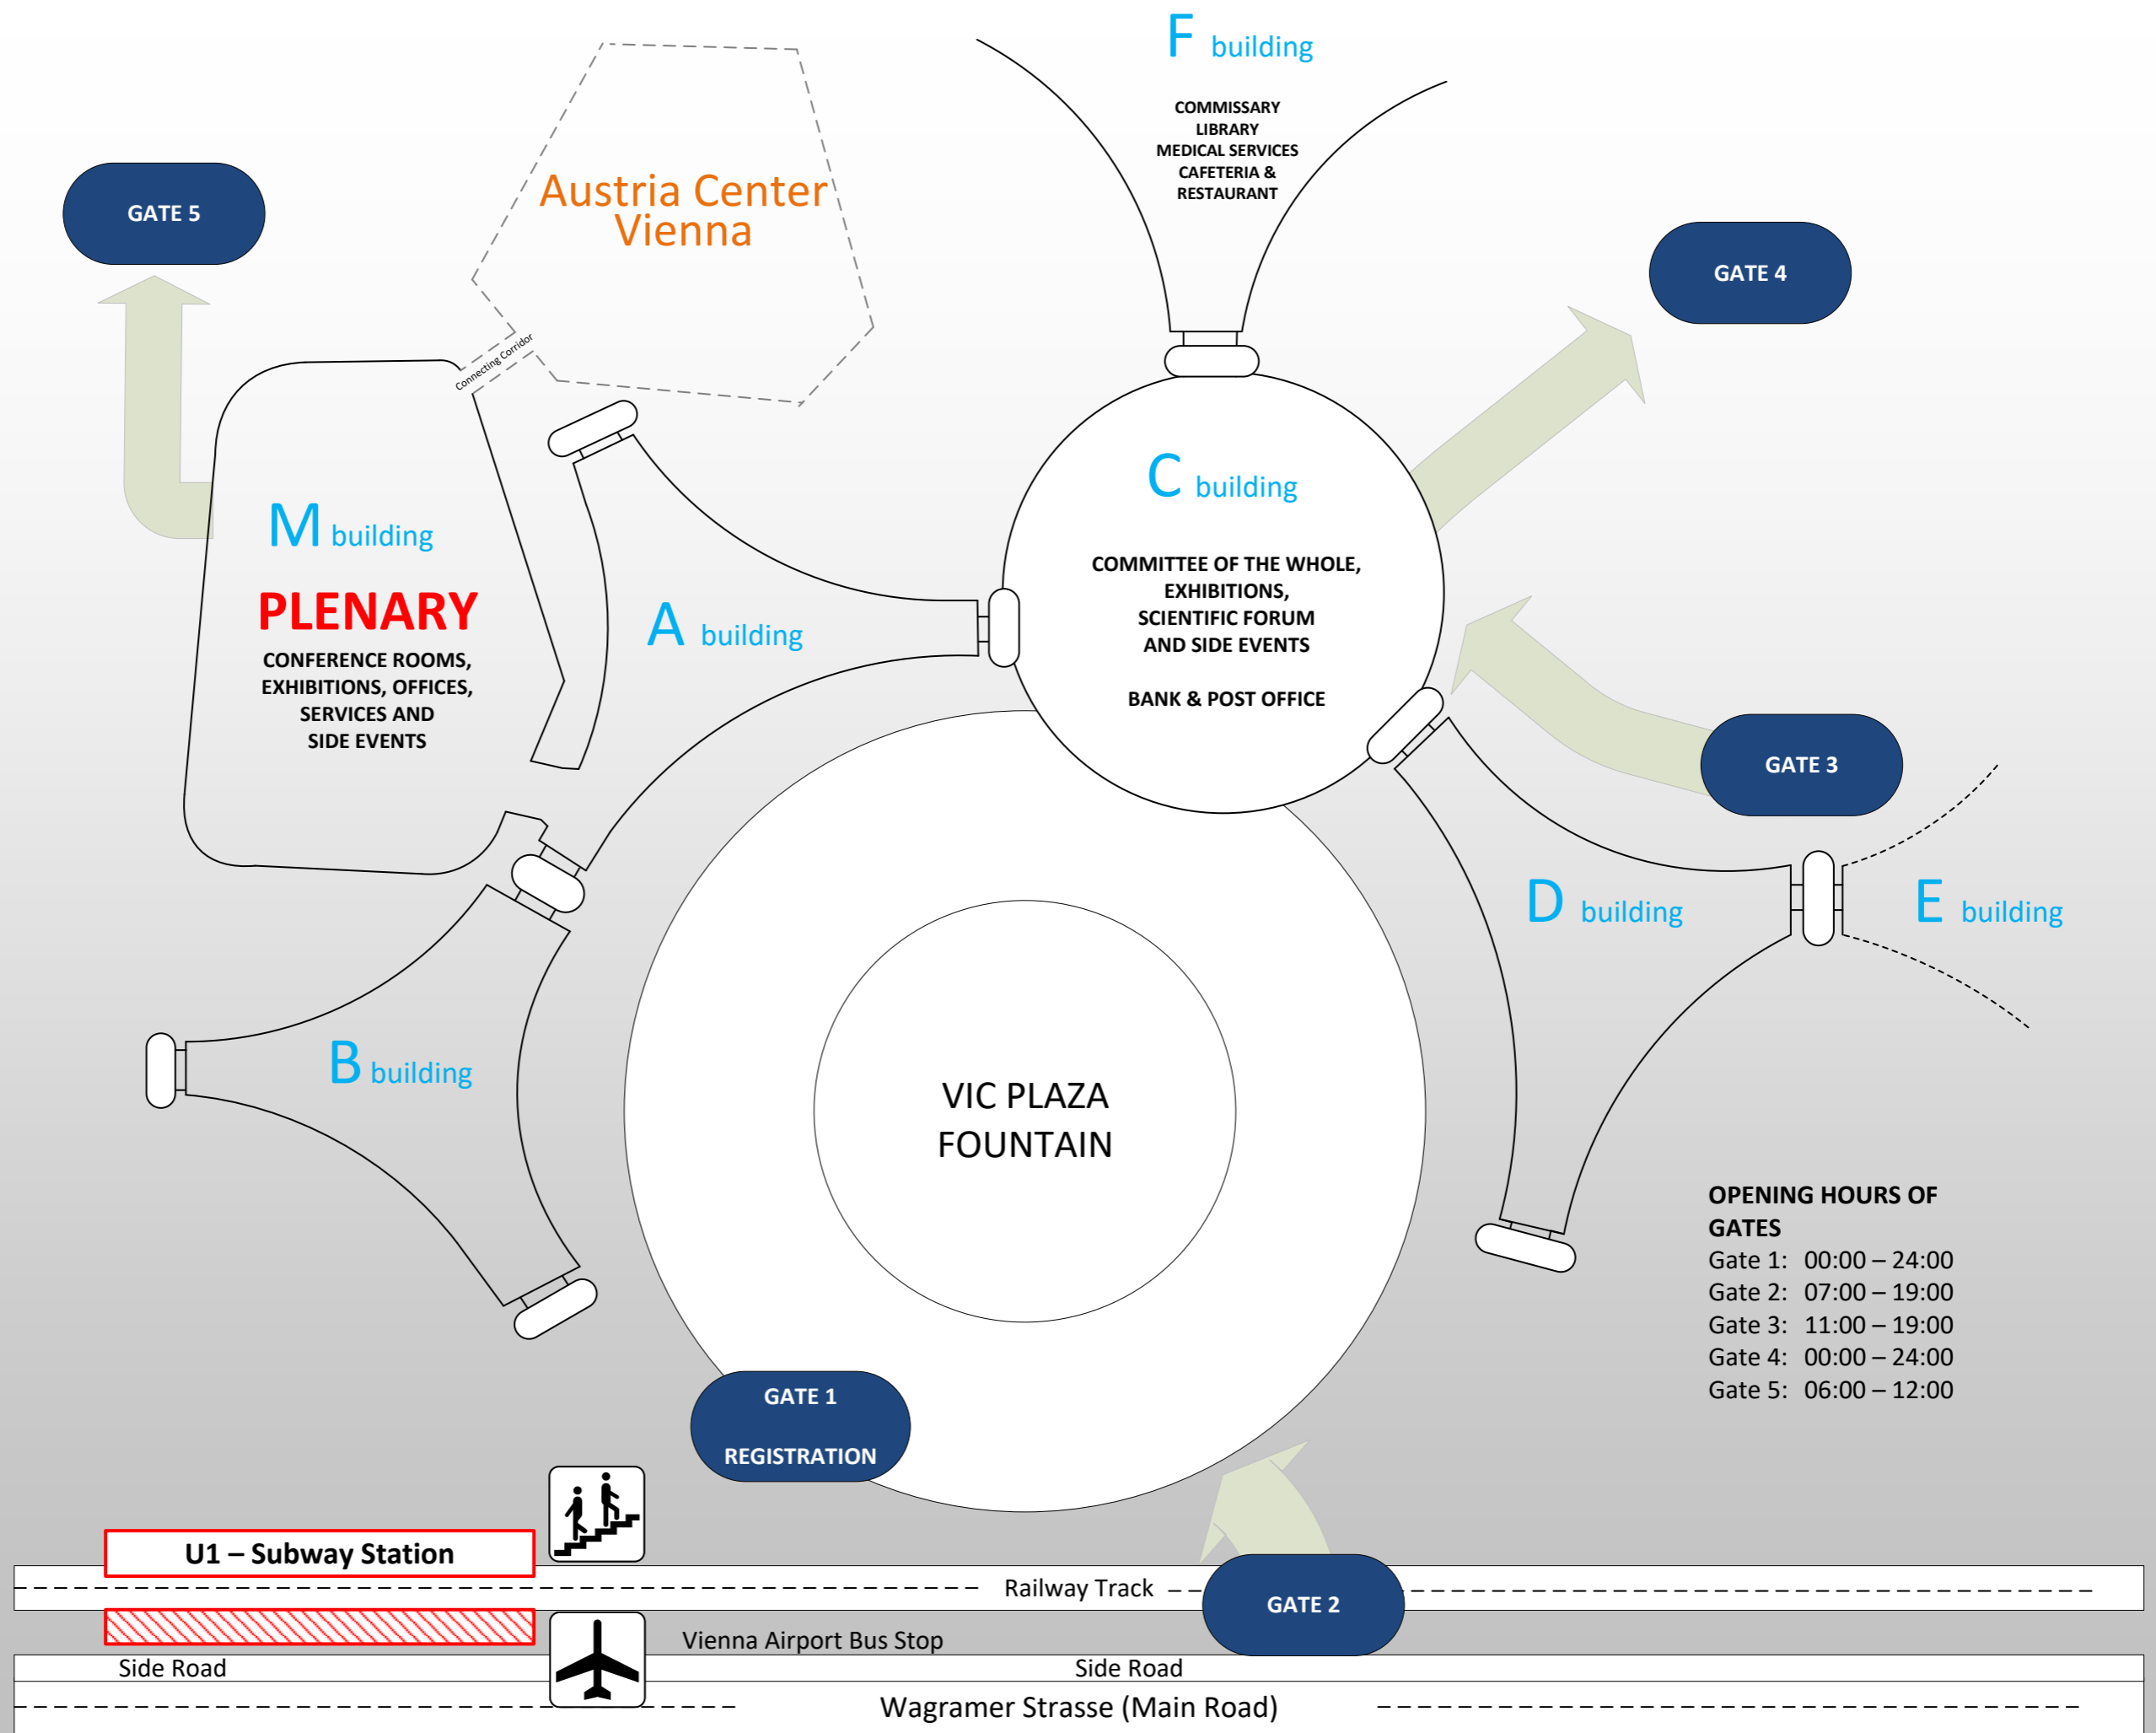 F building
COMMISSARY
LIBRARY
MEDICAL SERVICES
CAFETERIA &
RESTAURANT
Austria Center
Vienna
GATE 5
GATE 4
Connecting Corridor
C building
COMMITTEE OF THE WHOLE,
EXHIBITIONS,
SCIENTIFIC FORUM
AND SIDE EVENTS
BANK & POST OFFICE
M building
PLENARY
CONFERENCE ROOMS,
EXHIBITIONS, OFFICES,
SERVICES AND
SIDE EVENTS
A building
GATE 3
D building
E building
B building
VIC PLAZA
FOUNTAIN
OPENING HOURS OF
GATES
Gate 1: 00:00 – 24:00
Gate 2: 07:00 – 19:00
Gate 3: 11:00 – 19:00
Gate 4: 00:00 – 24:00
Gate 5: 06:00 – 12:00
GATE 1
REGISTRATION
U1 – Subway Station
Railway Track
GATE 2
Vienna Airport Bus Stop
Side Road
Side Road
Wagramer Strasse (Main Road)